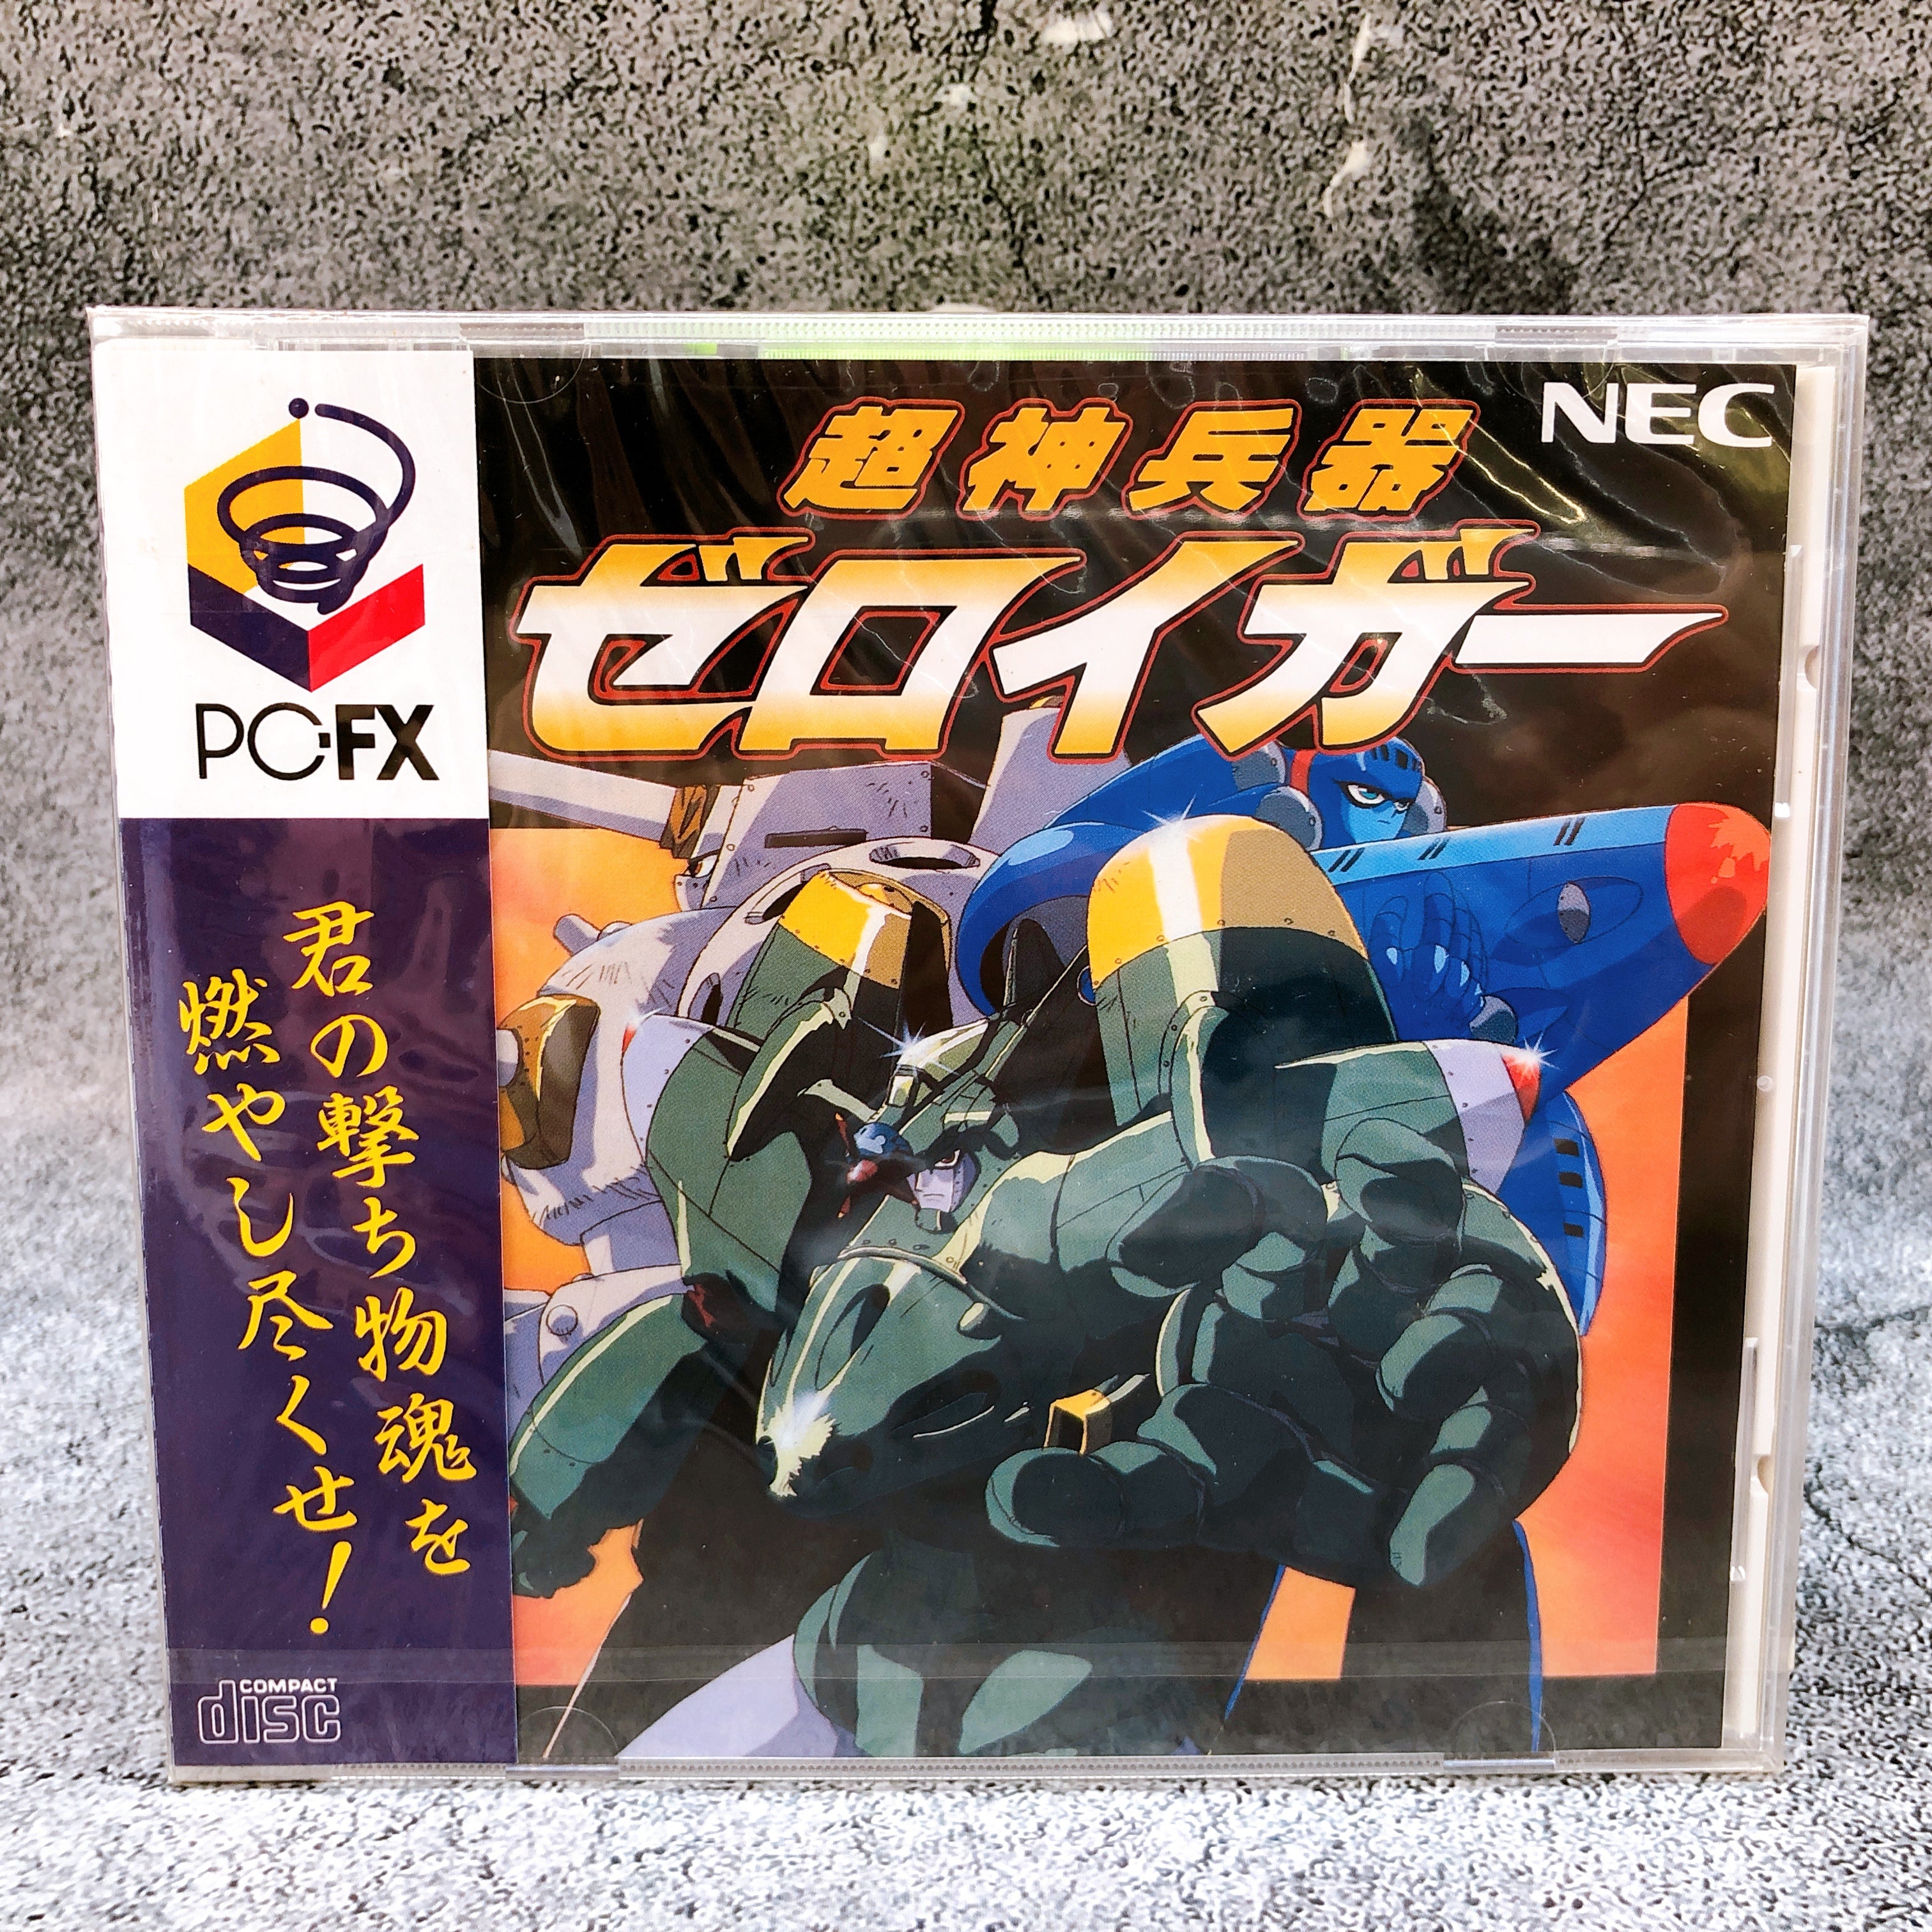 PC-FX
君の撃ち物魂を
燃やし尽くせ!
COMPACT
disc
NEC
超神兵器
ゼロイガー